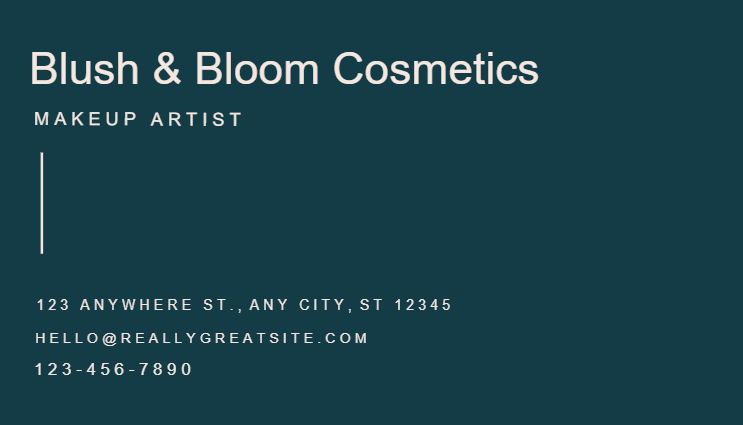 Blush & Bloom Cosmetics
MAKEUP ARTIST
123 ANYWHERE ST., ANY CITY, ST 12345
HELLO@REALLYGREATSITE.COM
123-456-7890